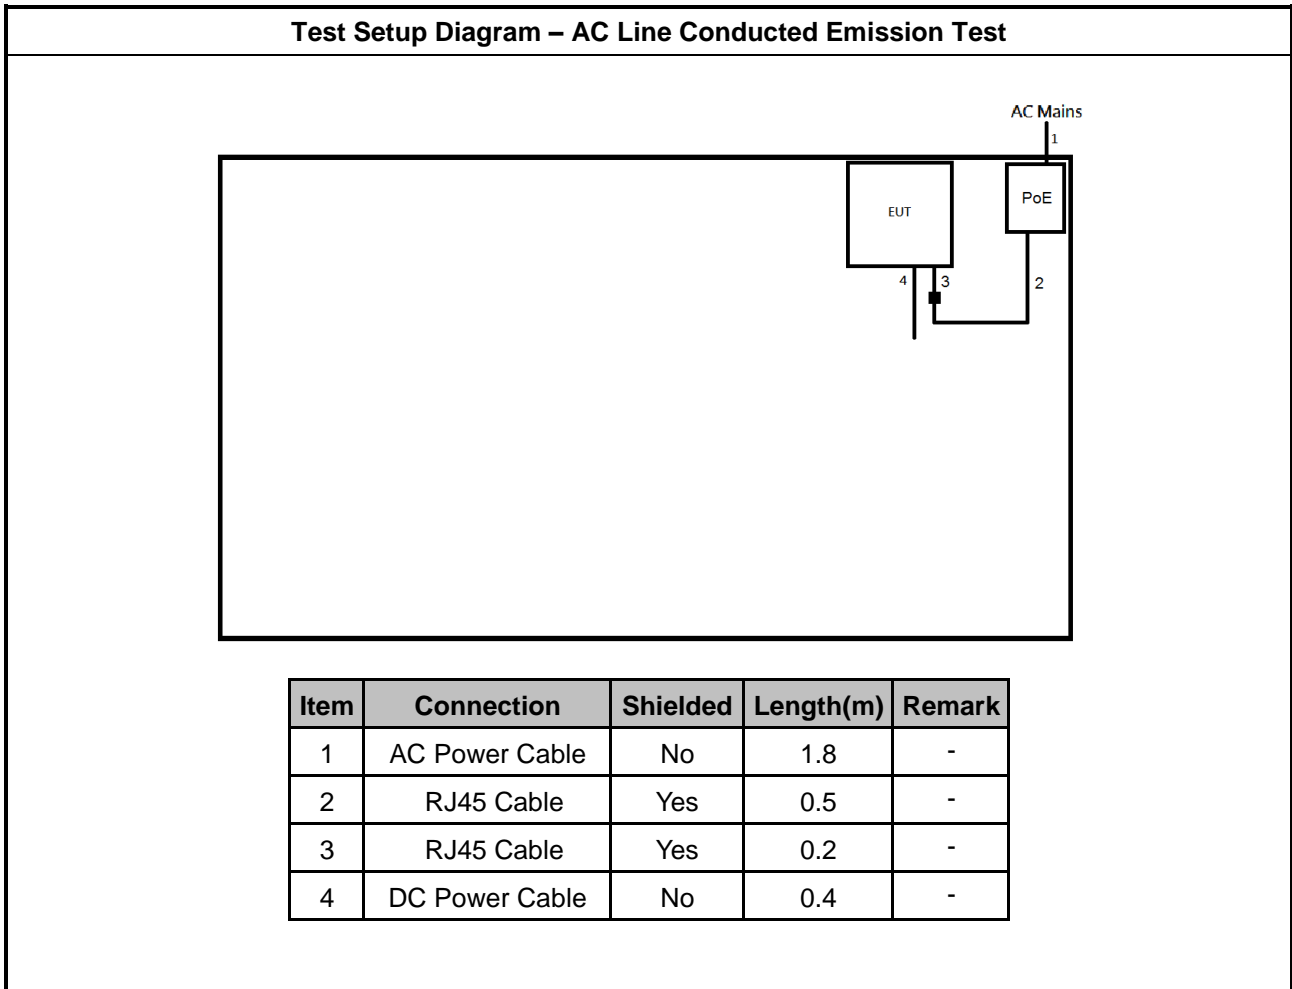 Test Setup Diagram – AC Line Conducted Emission Test
AC Mains
1
EUT
PoE
4
3
2
Item Connection Shielded Length(m) Remark
1 AC Power Cable No 1.8 -
2 RJ45 Cable Yes 0.5 -
3 RJ45 Cable Yes 0.2 -
4 DC Power Cable No 0.4 -